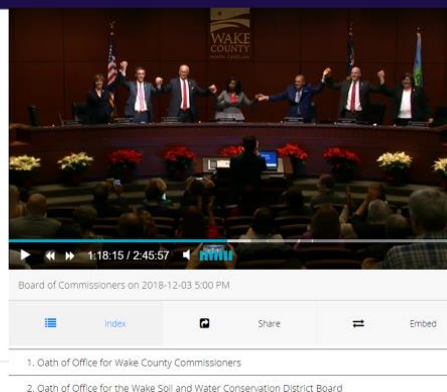 WAKE
COUNTY
NORTH CAROLINA
1:18:15 / 2:45:57
Board of Commissioners on 2018-12-03 5:00 PM
Index
Share
Embed
1. Oath of Office for Wake County Commissioners
2. Oath of Office for the Wake Soil and Water Conservation District Board